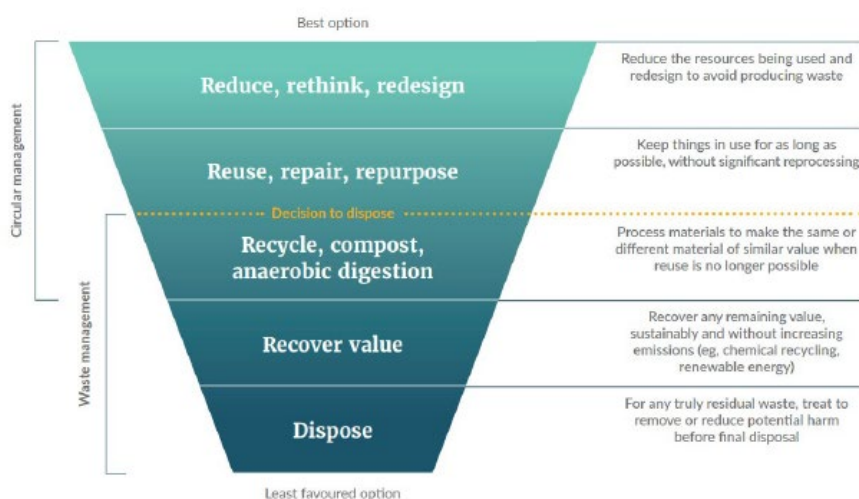 Best option
Circular management
Waste management
Reduce, rethink, redesign
Reduce the resources being used and
redesign to avoid producing waste
Reuse, repair, repurpose
Keep things in use for as long as
possible, without significant reprocessing
Decision to dispose
Recycle, compost,
anaerobic digestion
Process materials to make the same or
different material of similar value when
reuse is no longer possible
Recover value
Recover any remaining value,
sustainably and without increasing
emissions (eg, chemical recycling,
renewable energy)
Dispose
For any truly residual waste, treat to
remove or reduce potential harm
before final disposal
Least favoured option